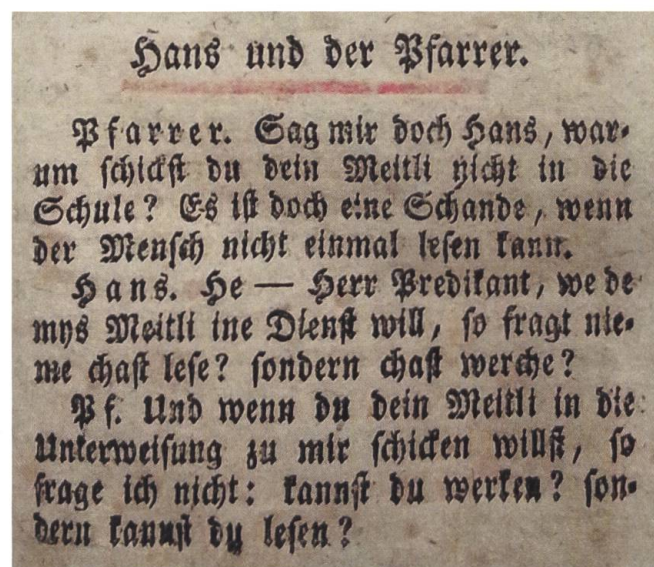 Hans und der Pfarrer.
Pfarrer. Sag mir doch Hans, war-
um schickst du dein Meitli nicht in die
Schule? Es ist doch eine Schande, wenn
der Mensch nicht einmal lesen kann.
Hans. He — Herr Predikant, we de
mys Meitli ine Dienst will, so fragt nie-
me chast lese? sondern chast werche?
Pf. Und wenn du dein Meitli in die
Unterweisung zu mir schicken willst, so
frage ich nicht: kannst du werken? son-
dern kannst du lesen?